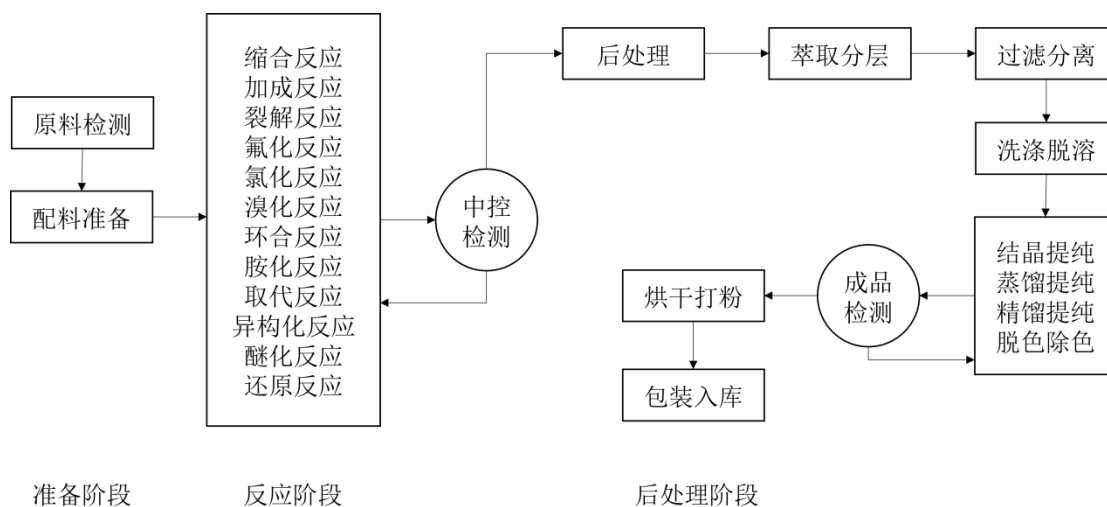 原料检测
配料准备
缩合反应
加成反应
裂解反应
氟化反应
氯化反应
溴化反应
环合反应
胺化反应
取代反应
异构化反应
醚化反应
还原反应
中控
检测
后处理
萃取分层
过滤分离
洗涤脱溶
结晶提纯
蒸馏提纯
精馏提纯
脱色除色
成品
检测
烘干打粉
包装入库
准备阶段
反应阶段
后处理阶段